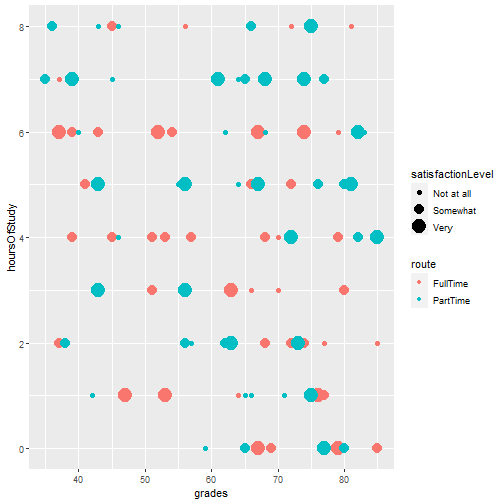 8
6
4
2
0
hoursOfStudy
40
50
60
70
80
grades
satisfactionLevel
Not at all
Somewhat
Very
route
FullTime
PartTime